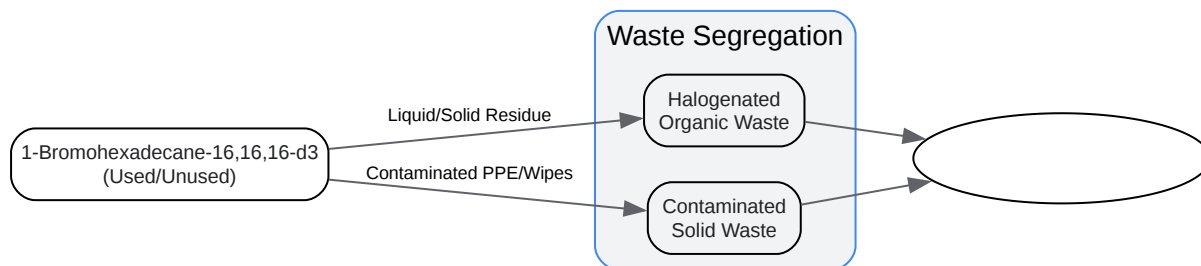 Waste Segregation
Liquid/Solid Residue
Halogenated
Organic Waste
1-Bromohexadecane-16,16,16-d3
(Used/Unused)
Contaminated PPE/Wipes
Contaminated
Solid Waste